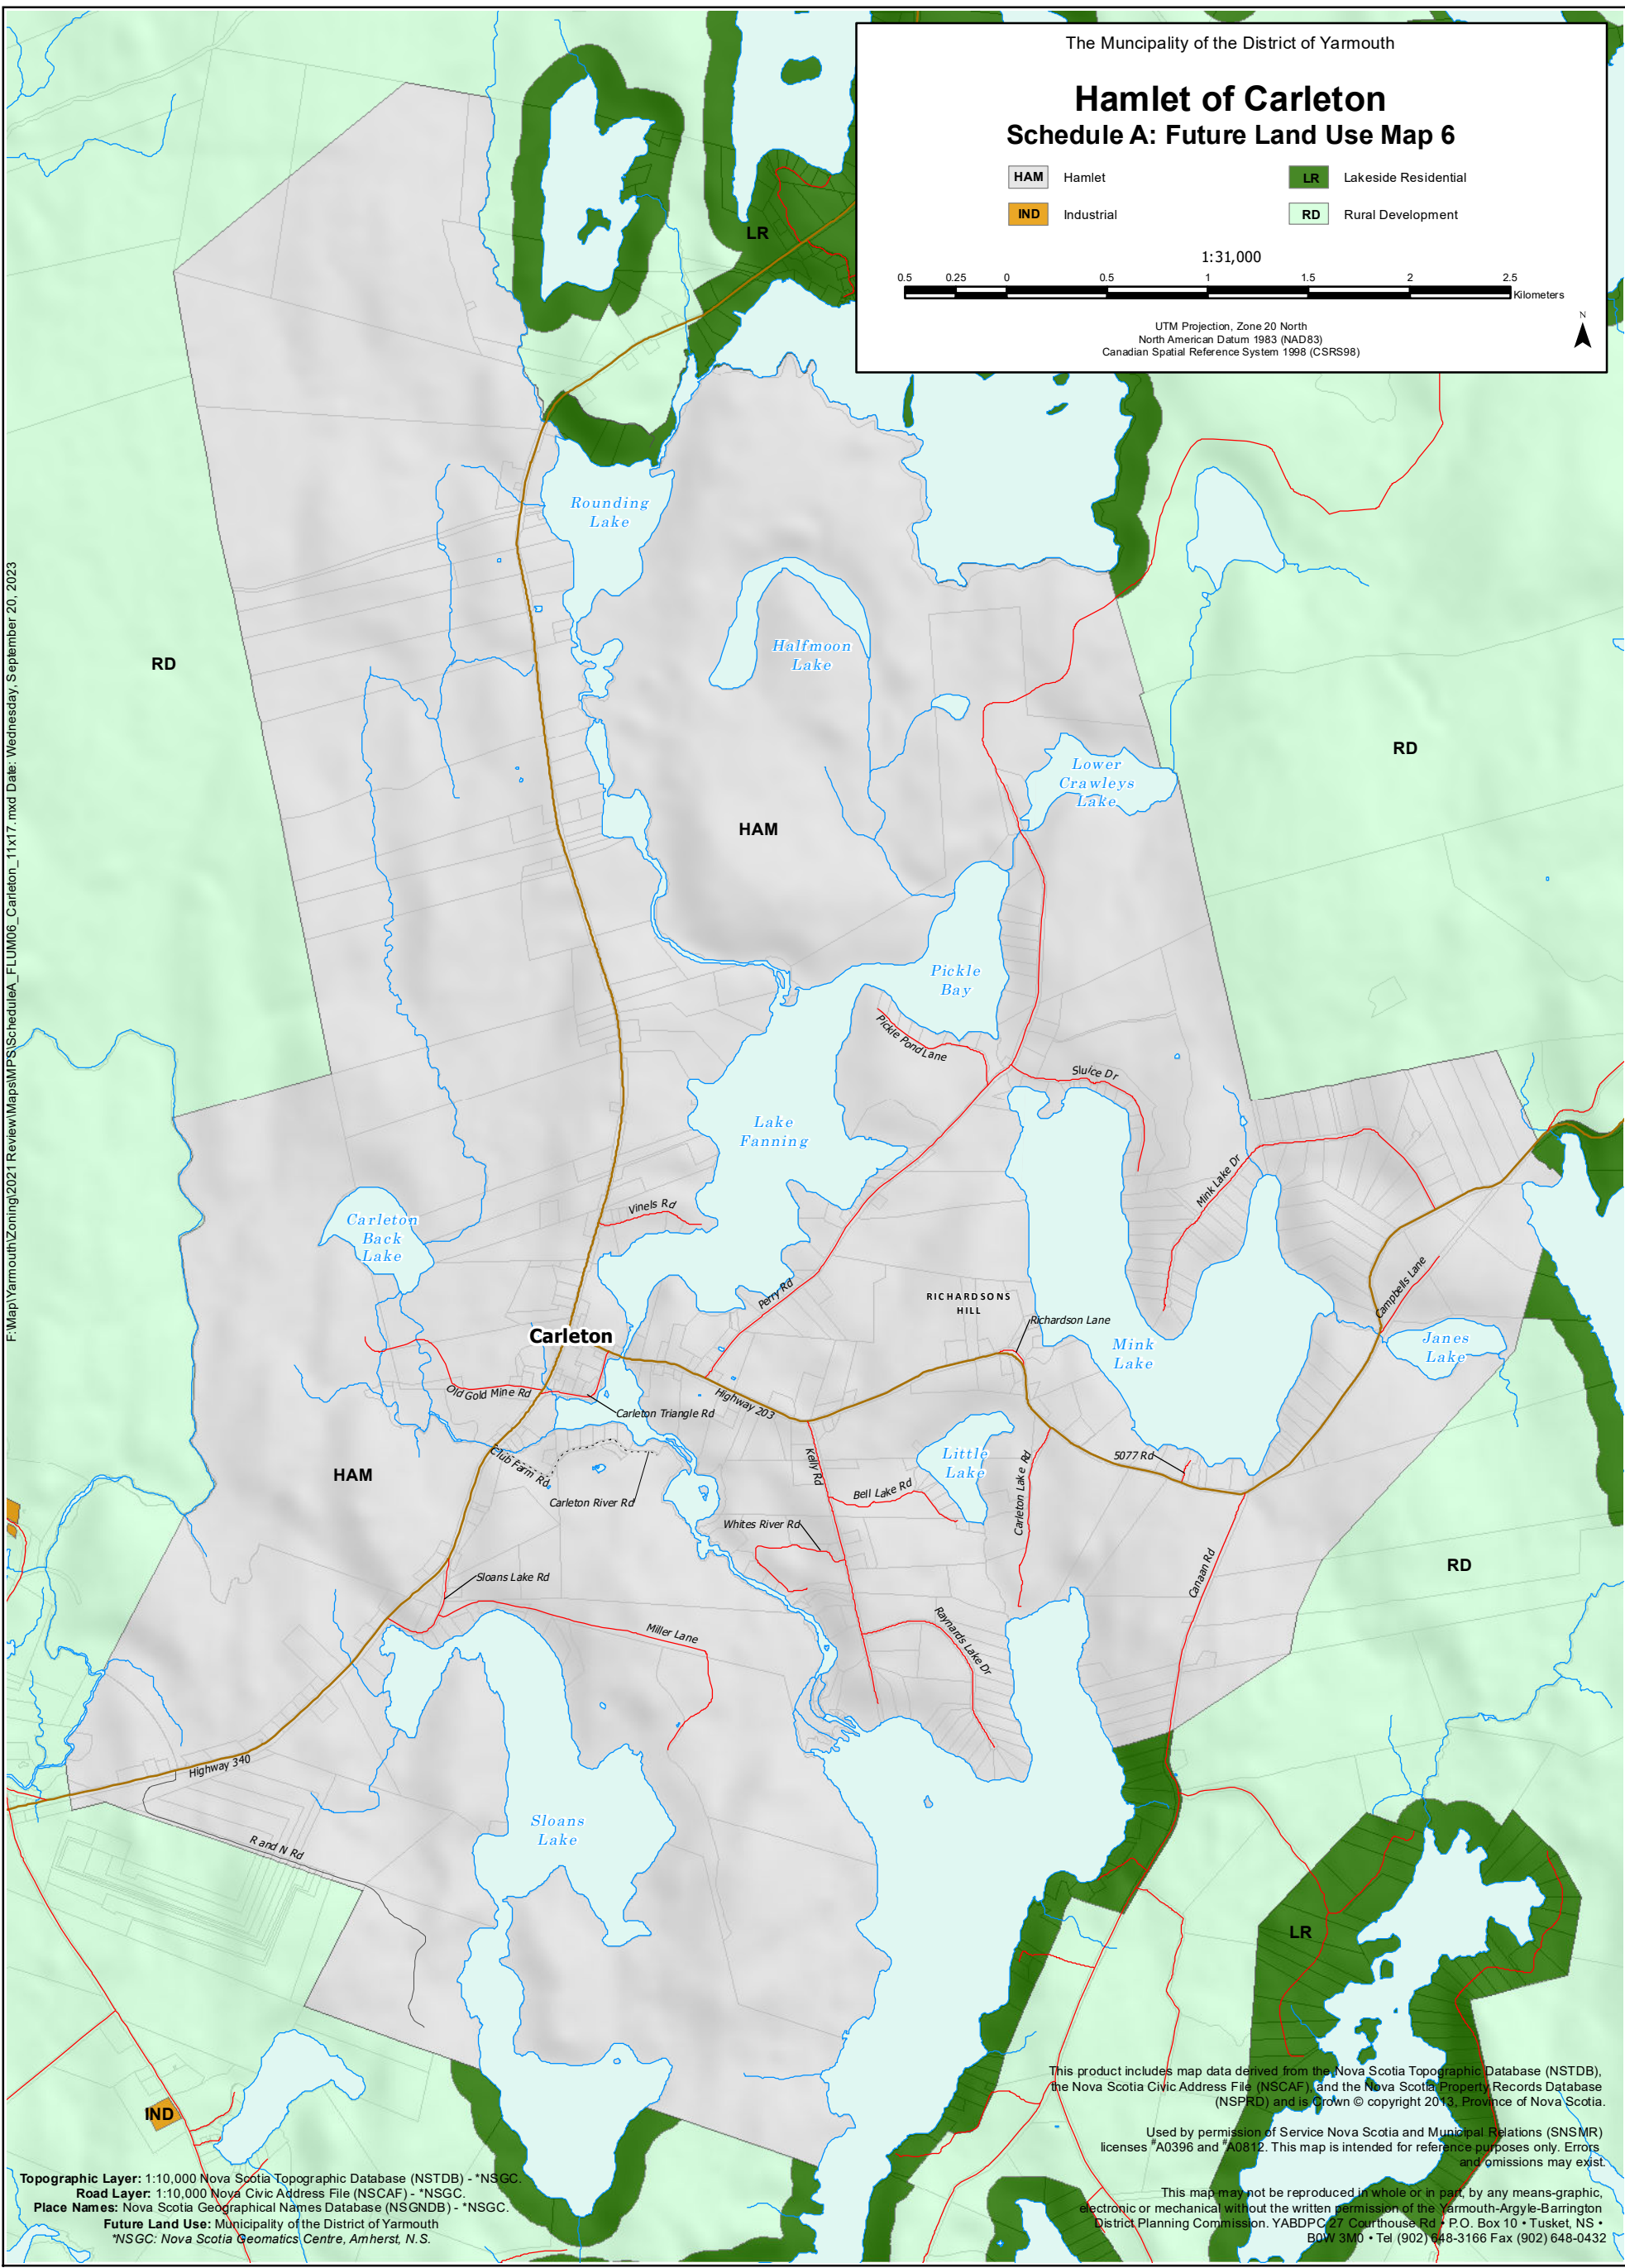 The Muncipality of the District of Yarmouth
Hamlet of Carleton
Schedule A: Future Land Use Map 6
HAM Hamlet
LR Lakeside Residential
IND Industrial
RD Rural Development
1:31,000
0.5 0.25 0 0.5 1 1.5 2 2.5
Kilometers
UTM Projection, Zone 20 North
North American Datum 1983 (NAD83)
Canadian Spatial Reference System 1998 (CSRS98)
N
LR
Rounding
Lake
Halfmoon
Lake
RD
RD
Lower
Crawleys
Lake
HAM
Pickle
Bay
Pickle Pond Lane
Sluice Dr
Lake
Fanning
Mink Lake Dr
Vinels Rd
Carleton
Back
Lake
Perry Rd
RICHARDSONS
HILL
Richardson Lane
Campbells Lane
Carleton
Mink
Lake
Janes
Lake
Old Gold Mine Rd
Carleton Triangle Rd
Highway 203
Club Farm Rd
Carleton River Rd
Kelly Rd
Little
Lake
Bell Lake Rd
Carleton Lake Rd
5077 Rd
HAM
Whites River Rd
Canaan Rd
RD
Sloans Lake Rd
Miller Lane
Raynards Lake Dr
Highway 340
R and N Rd
Sloans
Lake
LR
IND
F:\Map\Yarmouth\Zoning\2021 Review\Maps\MPS\ScheduleA_FLUM06_Carleton_11x17.mxd Date: Wednesday, September 20, 2023
This product includes map data derived from the Nova Scotia Topographic Database (NSTDB),
the Nova Scotia Civic Address File (NSCAF), and the Nova Scotia Property Records Database
(NSPRD) and is Crown © copyright 2013, Province of Nova Scotia.
Used by permission of Service Nova Scotia and Municipal Relations (SNSMR)
licenses #A0396 and #A0812. This map is intended for reference purposes only. Errors
and omissions may exist.
This map may not be reproduced in whole or in part, by any means-graphic,
electronic or mechanical without the written permission of the Yarmouth-Argyle-Barrington
District Planning Commission. YABDPC 27 Courthouse Rd • P.O. Box 10 • Tusket, NS •
B0W 3M0 • Tel (902) 648-3166 Fax (902) 648-0432
Topographic Layer: 1:10,000 Nova Scotia Topographic Database (NSTDB) - *NSGC.
Road Layer: 1:10,000 Nova Civic Address File (NSCAF) - *NSGC.
Place Names: Nova Scotia Geographical Names Database (NSGNDB) - *NSGC.
Future Land Use: Municipality of the District of Yarmouth
*NSGC: Nova Scotia Geomatics Centre, Amherst, N.S.